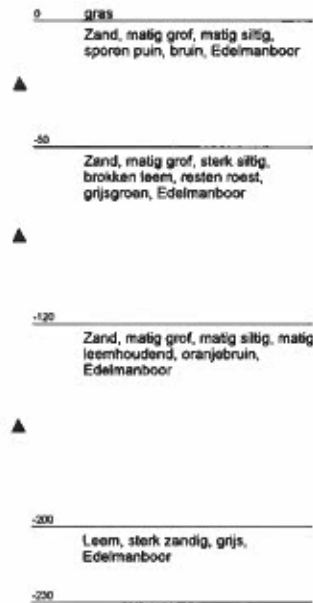 0 gras
Zand, matig grof, matig siltig,
sporen puin, bruin, Edelmanboor
-50
Zand, matig grof, sterk siltig,
brokken leem, resten roest,
grijsgroen, Edelmanboor
-120
Zand, matig grof, matig siltig, matig
leemhoudend, oranjebruin,
Edelmanboor
-200
Leem, sterk zandig, grijs,
Edelmanboor
-230